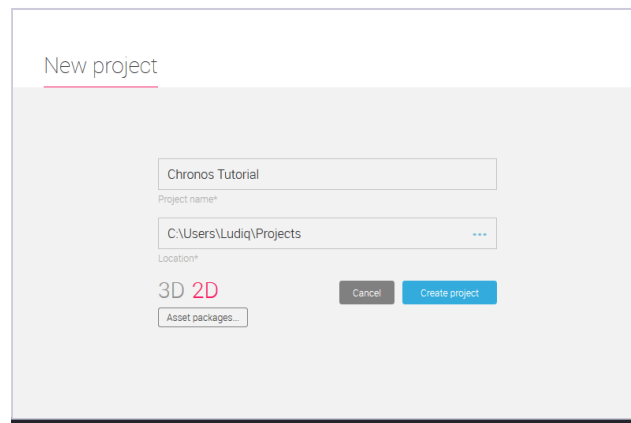 New project
Chronos Tutorial
Project name*
C:\Users\Ludiq\Projects
Location*
3D 2D
Cancel
Create project
Asset packages...